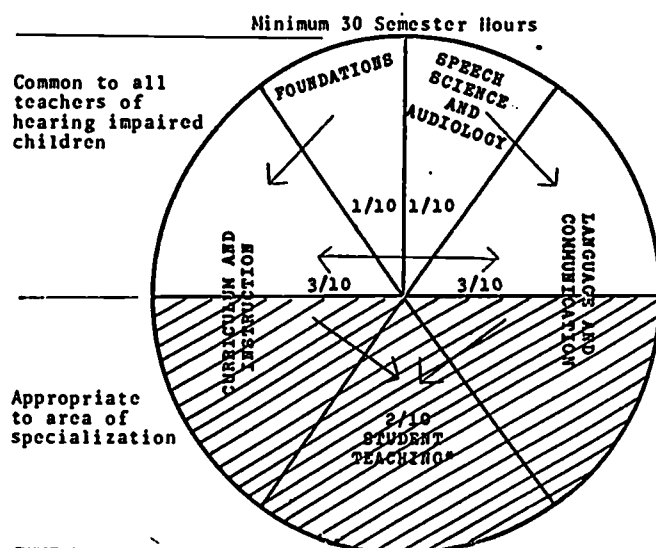 Minimum 30 Semester Hours
Common to all
teachers of
hearing impaired
children
FOUNDATIONS
SPEECH
SCIENCE
AND
AUDIOLOGY
1/10
1/10
CURRICULUM AND
INSTRUCTION
3/10
3/10
LANGUAGE AND
COMMUNICATION
Appropriate
to area of
specialization
2/10
STUDENT
TEACHING*